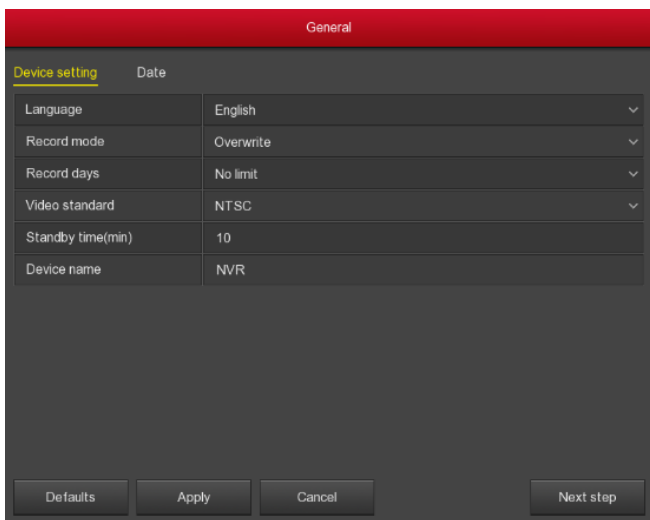 General
Device setting Date
Language English
Record mode Overwrite
Record days No limit
Video standard NTSC
Standby time(min) 10
Device name NVR
Defaults Apply Cancel Next step